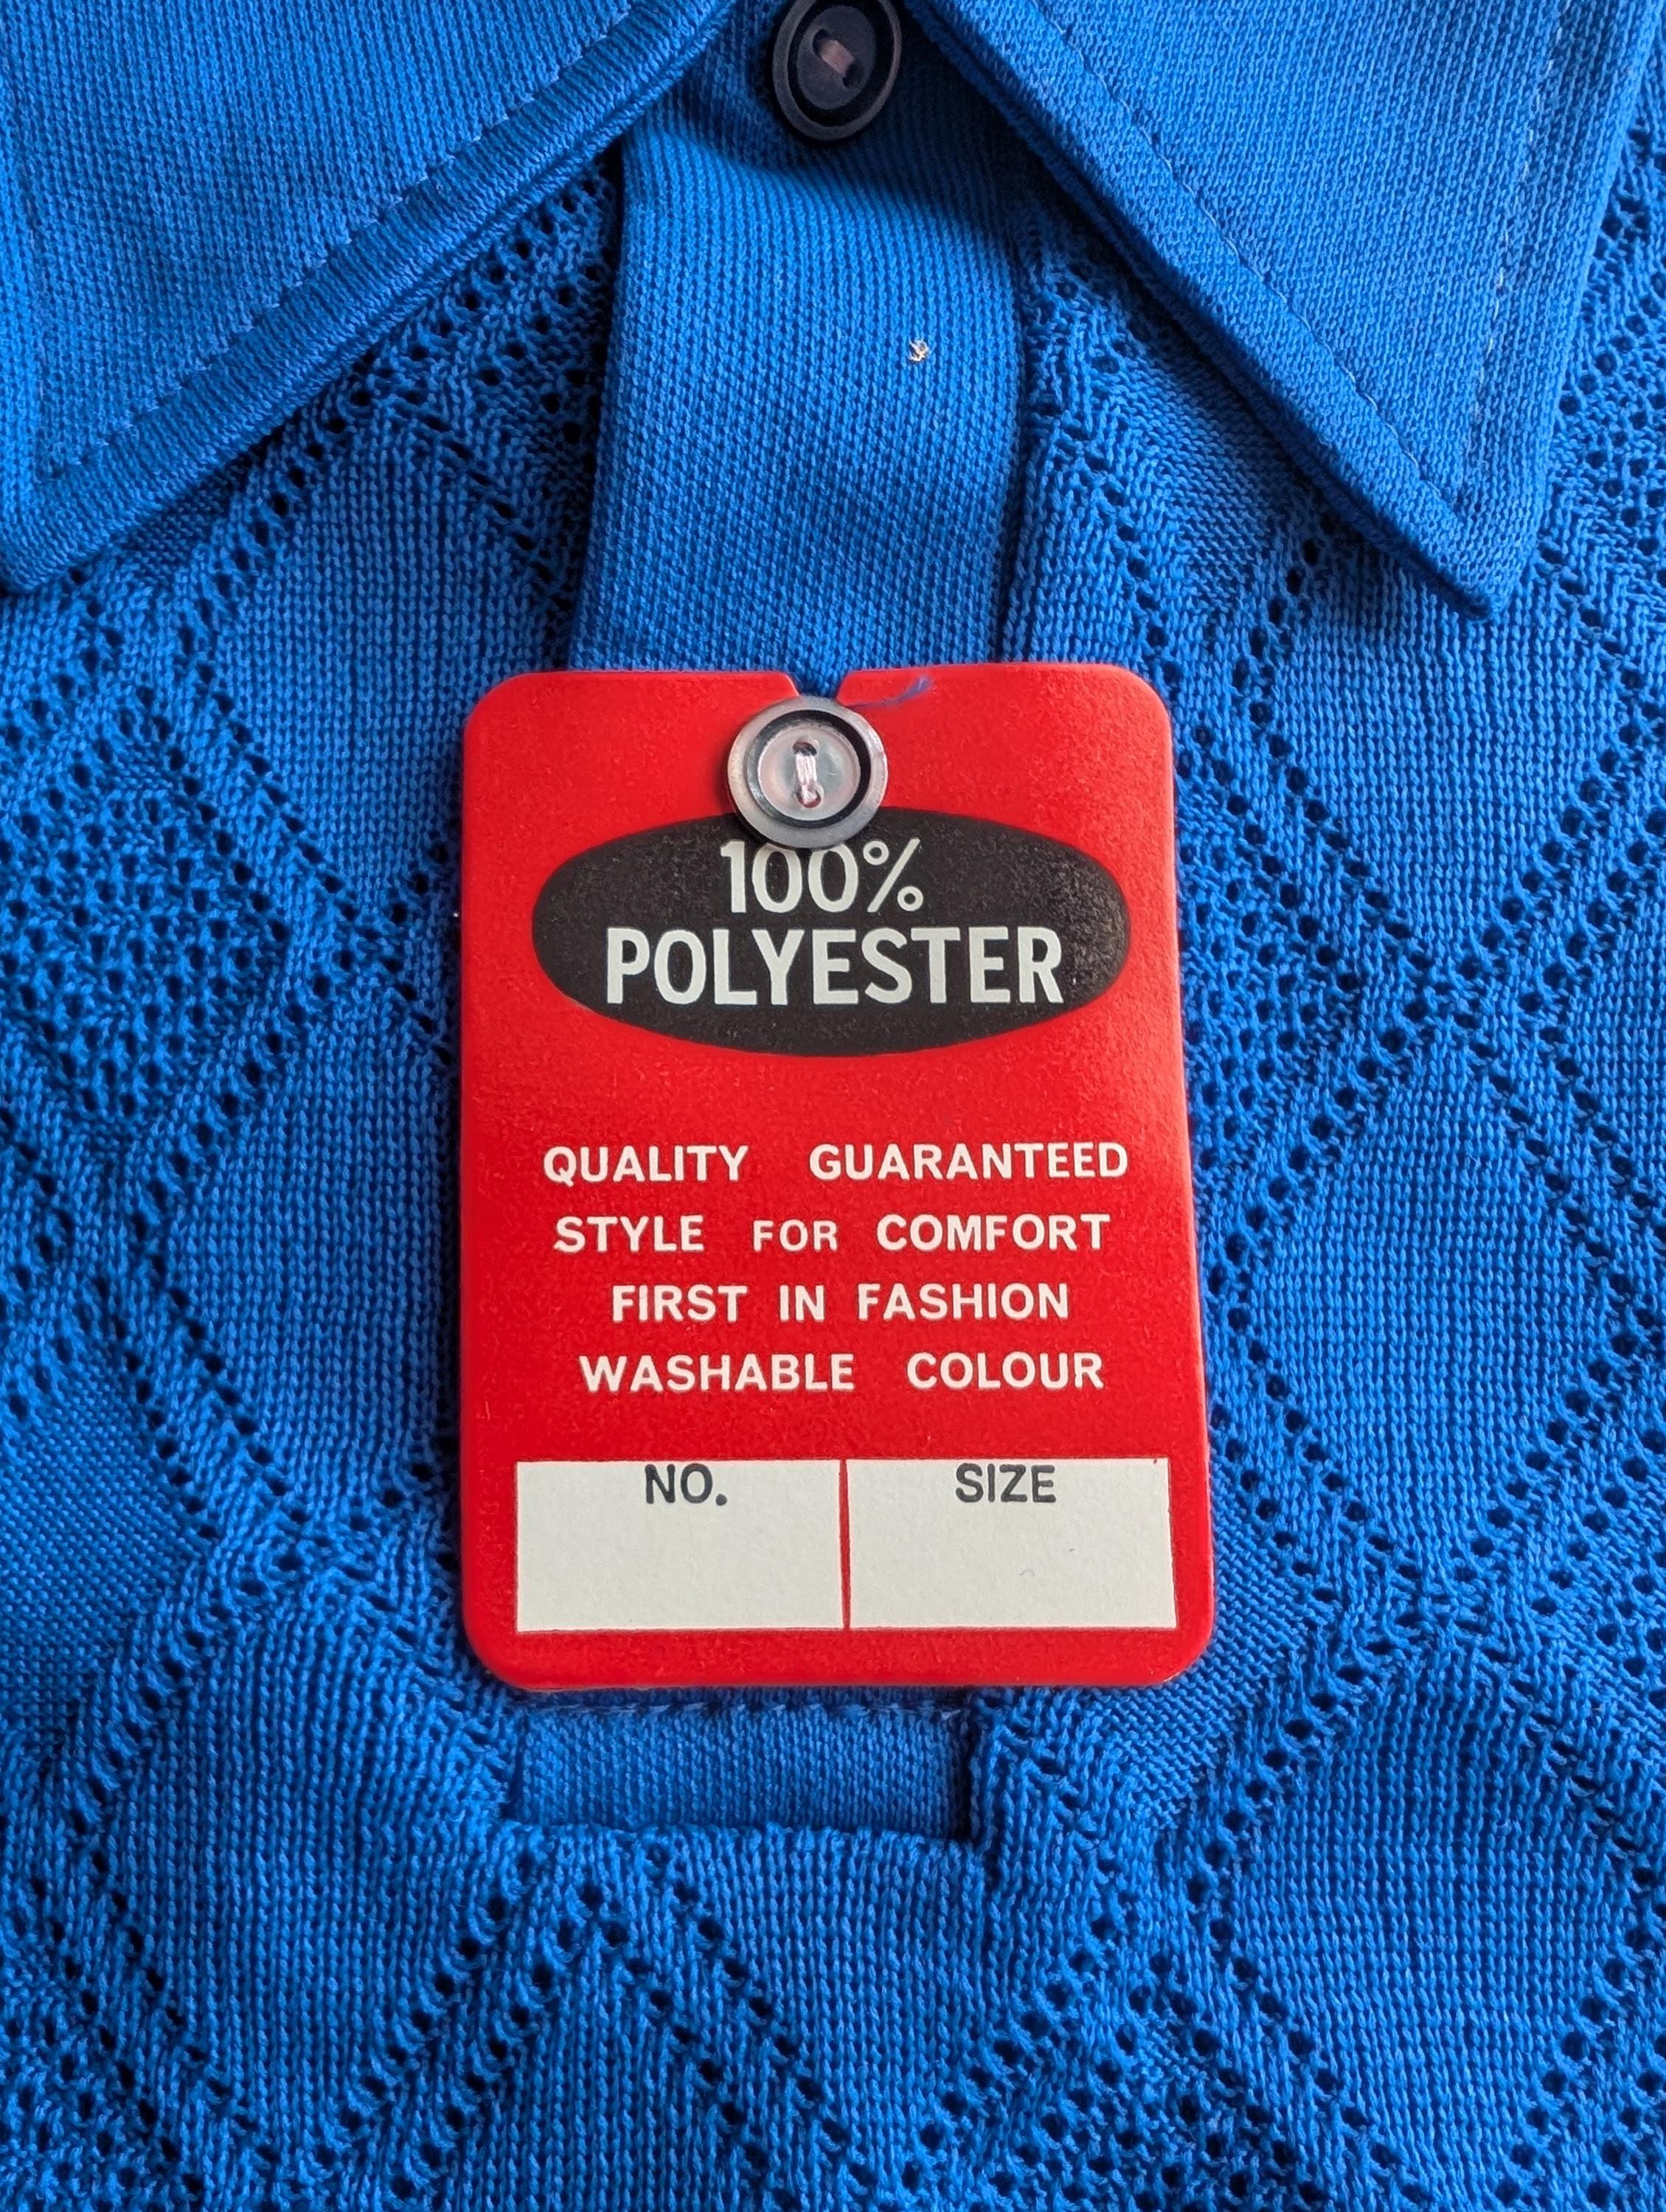 100%
POLYESTER
QUALITY GUARANTEED
STYLE FOR COMFORT
FIRST IN FASHION
WASHABLE COLOUR
NO. SIZE